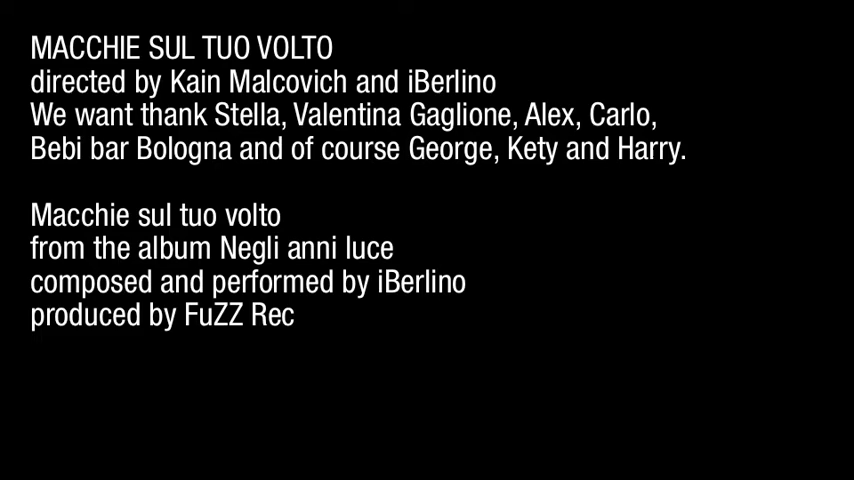 MACCHIE SUL TUO VOLTO
directed by Kain Malcovich and iBerlino
We want thank Stella, Valentina Gaglione, Alex, Carlo,
Bebi bar Bologna and of course George, Kety and Harry.
Macchie sul tuo volto
from the album Negli anni luce
composed and performed by iBerlino
produced by FuZZ Rec